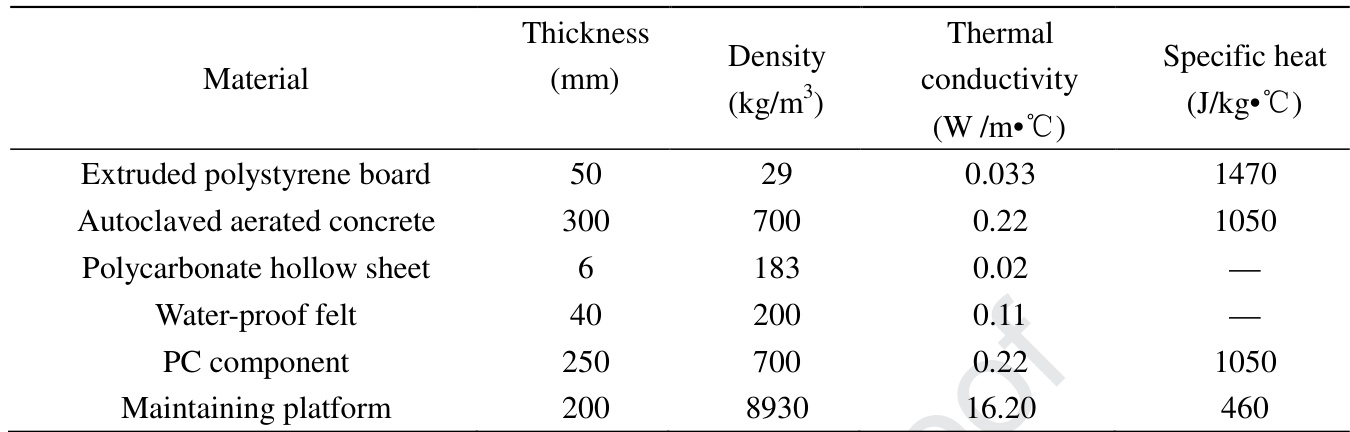 Material Thickness (mm) Density (kg/m3) Thermal conductivity (W /m•℃) Specific heat (J/kg•℃)
Extruded polystyrene board 50 29 0.033 1470
Autoclaved aerated concrete 300 700 0.22 1050
Polycarbonate hollow sheet 6 183 0.02 —
Water-proof felt 40 200 0.11 —
PC component 250 700 0.22 1050
Maintaining platform 200 8930 16.20 460